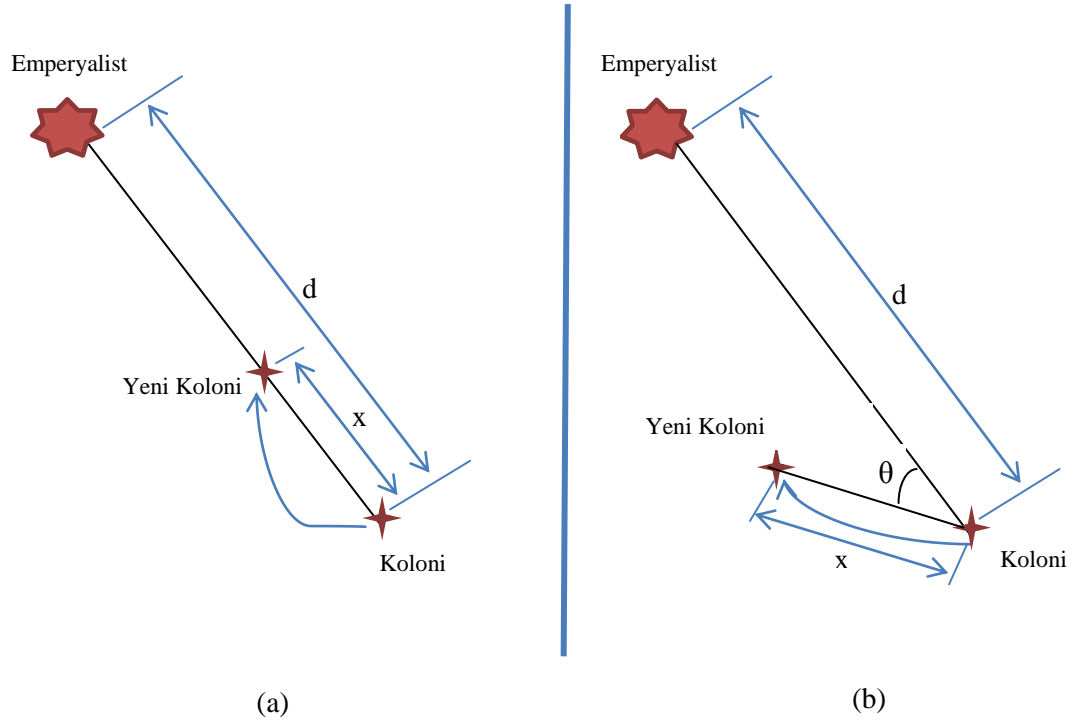 Emperyalist
d
Yeni Koloni
x
Koloni
(a)
Emperyalist
d
Yeni Koloni
θ
x
Koloni
(b)